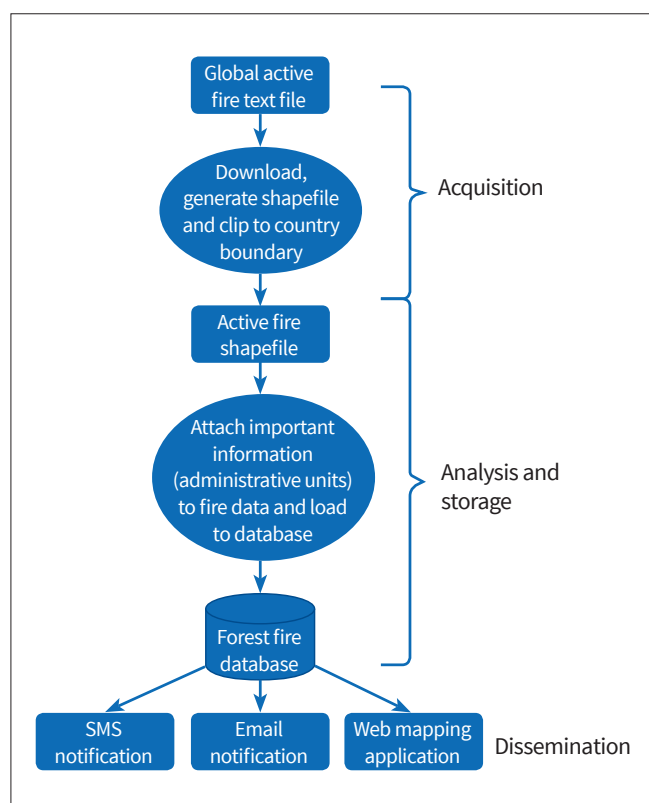 Global active
fire text file
Download,
generate shapefile
and clip to country
boundary
Acquisition
Active fire
shapefile
Attach important
information
(administrative units)
to fire data and load
to database
Analysis and
storage
Forest fire
database
SMS
notification
Email
notification
Web mapping
application
Dissemination